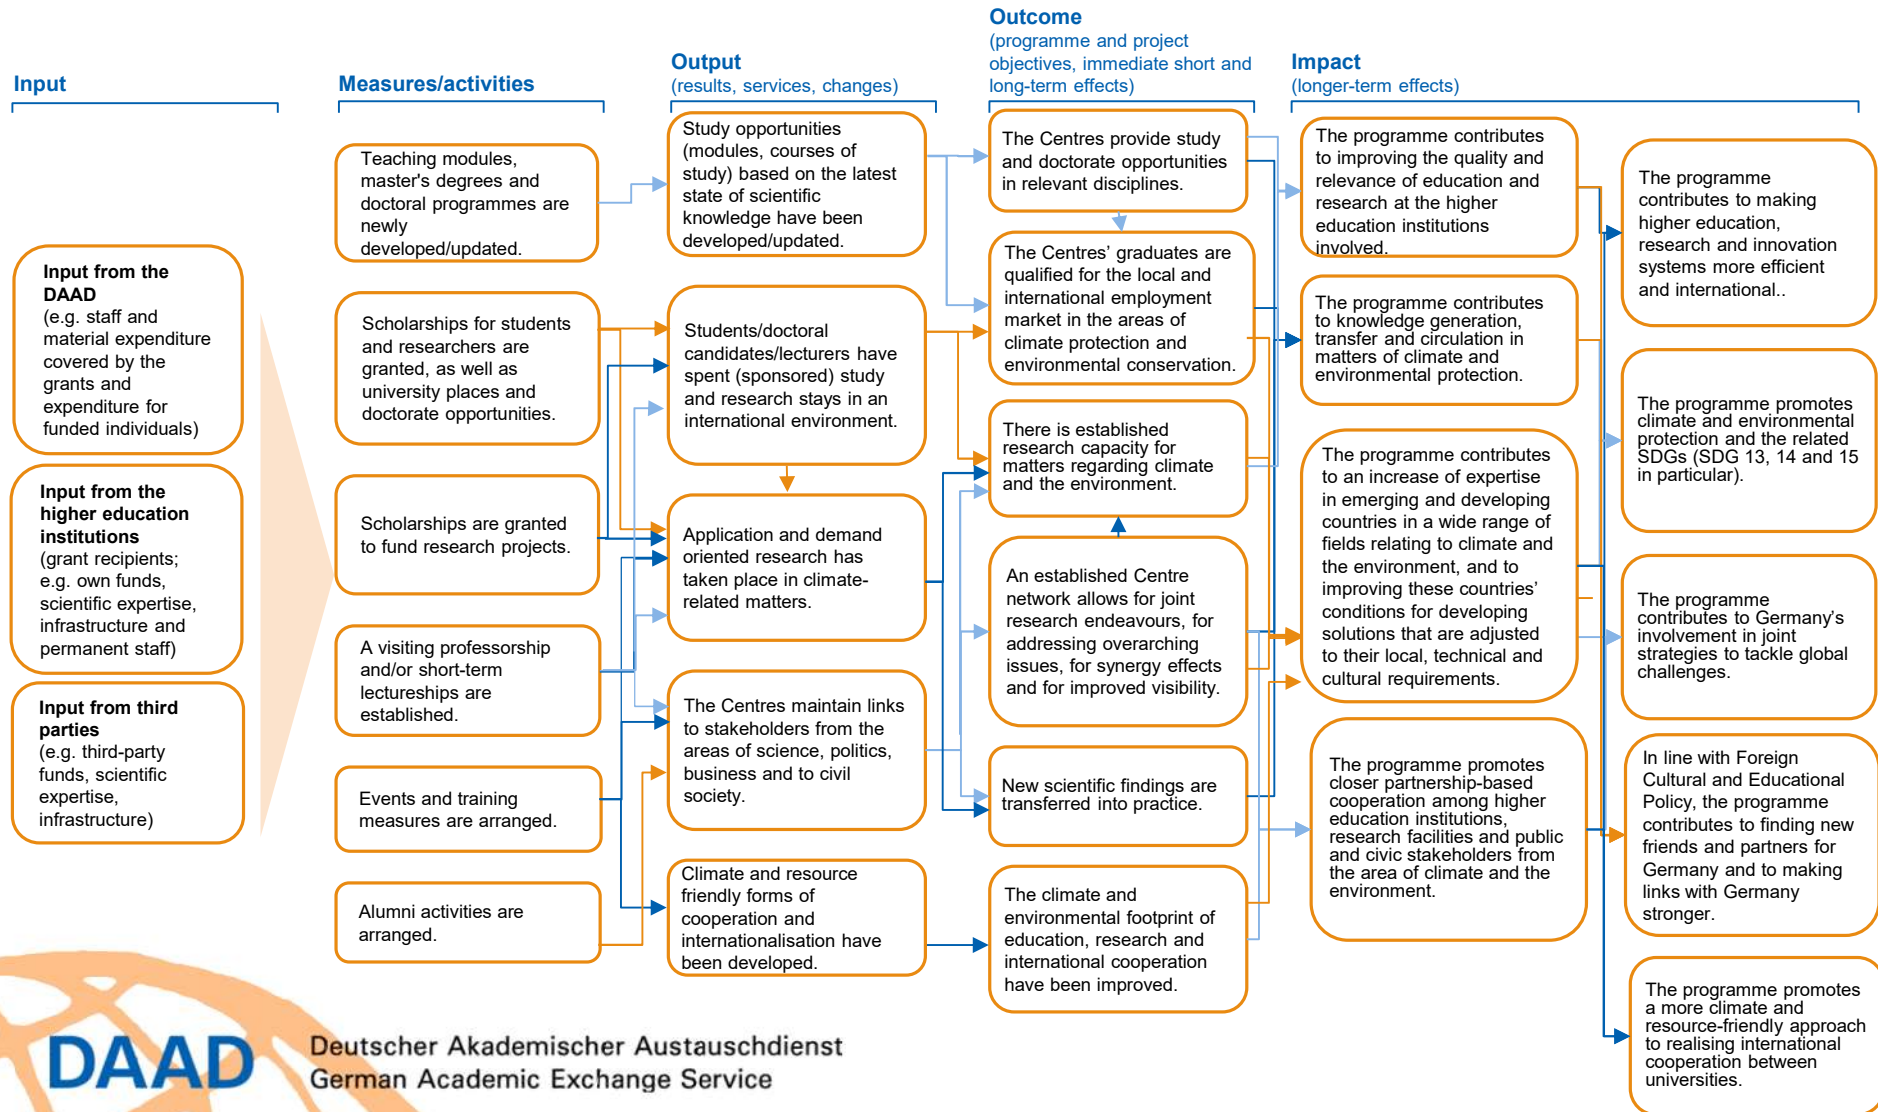 Input
Measures/activities
Output
(results, services, changes)
Outcome
(programme and project
objectives, immediate short and
long-term effects)
Impact
(longer-term effects)
Input from the
DAAD
(e.g. staff and
material expenditure
covered by the
grants and
expenditure for
funded individuals)
Input from the
higher education
institutions
(grant recipients;
e.g. own funds,
scientific expertise,
infrastructure and
permanent staff)
Input from third
parties
(e.g. third-party
funds, scientific
expertise,
infrastructure)
Teaching modules,
master's degrees and
doctoral programmes are
newly
developed/updated.
Scholarships for students
and researchers are
granted, as well as
university places and
doctorate opportunities.
Scholarships are granted
to fund research projects.
A visiting professorship
and/or short-term
lectureships are
established.
Events and training
measures are arranged.
Alumni activities are
arranged.
Study opportunities
(modules, courses of
study) based on the latest
state of scientific
knowledge have been
developed/updated.
Students/doctoral
candidates/lecturers have
spent (sponsored) study
and research stays in an
international environment.
Application and demand
oriented research has
taken place in climate-
related matters.
The Centres maintain links
to stakeholders from the
areas of science, politics,
business and to civil
society.
Climate and resource
friendly forms of
cooperation and
internationalisation have
been developed.
The Centres provide study
and doctorate opportunities
in relevant disciplines.
The Centres’ graduates are
qualified for the local and
international employment
market in the areas of
climate protection and
environmental conservation.
There is established
research capacity for
matters regarding climate
and the environment.
An established Centre
network allows for joint
research endeavours, for
addressing overarching
issues, for synergy effects
and for improved visibility.
New scientific findings are
transferred into practice.
The climate and
environmental footprint of
education, research and
international cooperation
have been improved.
The programme contributes
to improving the quality and
relevance of education and
research at the higher
education institutions
involved.
The programme contributes
to knowledge generation,
transfer and circulation in
matters of climate and
environmental protection.
The programme contributes
to an increase of expertise
in emerging and developing
countries in a wide range of
fields relating to climate and
the environment, and to
improving these countries’
conditions for developing
solutions that are adjusted
to their local, technical and
cultural requirements.
The programme promotes
closer partnership-based
cooperation among higher
education institutions,
research facilities and public
and civic stakeholders from
the area of climate and the
environment.
The programme
contributes to making
higher education,
research and innovation
systems more efficient
and international..
The programme promotes
climate and environmental
protection and the related
SDGs (SDG 13, 14 and 15
in particular).
The programme
contributes to Germany’s
involvement in joint
strategies to tackle global
challenges.
In line with Foreign
Cultural and Educational
Policy, the programme
contributes to finding new
friends and partners for
Germany and to making
links with Germany
stronger.
The programme promotes
a more climate and
resource-friendly approach
to realising international
cooperation between
universities.
DAAD
Deutscher Akademischer Austauschdienst
German Academic Exchange Service